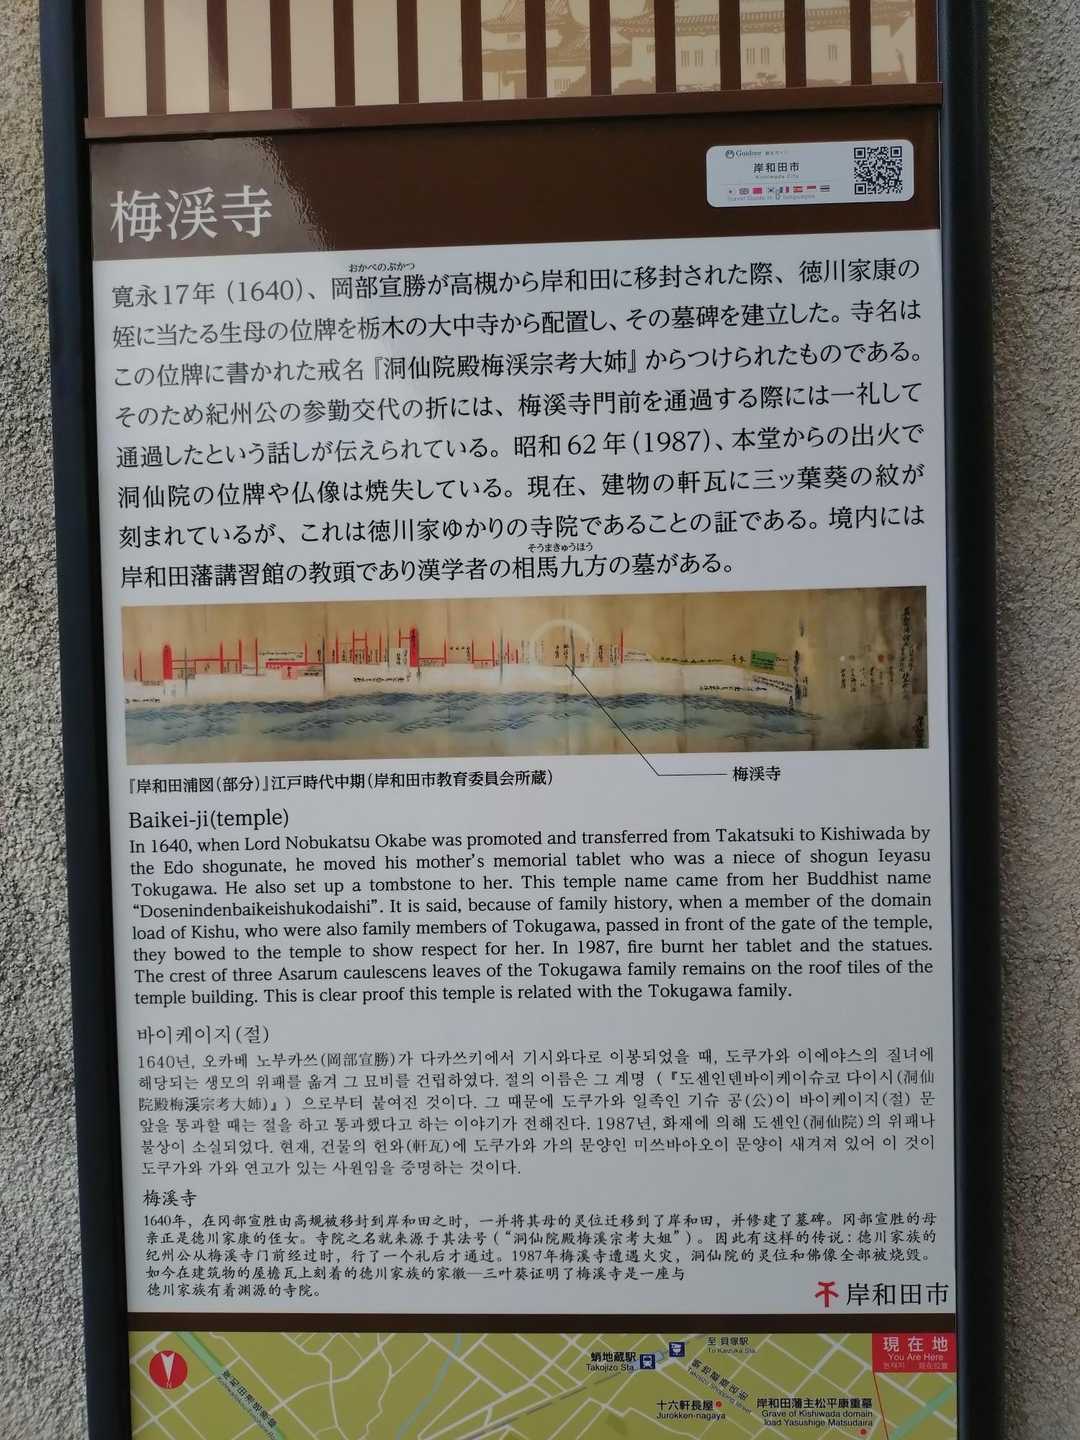 Guidoor
岸和田市
Kishiwada City
梅渓寺
おかべのぶかつ
寛永17年（1640）、岡部宣勝が高槻から岸和田に移封された際、徳川家康の
姪に当たる生母の位牌を栃木の大中寺から配置し、その墓碑を建立した。寺名は
この位牌に書かれた戒名『洞仙院殿梅渓宗考大姉』からつけられたものである。
そのため紀州公の参勤交代の折には、梅溪寺門前を通過する際には一礼して
通過したという話しが伝えられている。昭和62年（1987）、本堂からの出火で
洞仙院の位牌や仏像は焼失している。現在、建物の軒瓦に三ッ葉葵の紋が
刻まれているが、これは徳川家ゆかりの寺院であることの証である。境内には
そうまきゅうほう
岸和田藩講習館の教頭であり漢学者の相馬九方の墓がある。
梅渓寺
『岸和田浦図（部分）』江戸時代中期（岸和田市教育委員会所蔵）
Baikei-ji(temple)
In 1640, when Lord Nobukatsu Okabe was promoted and transferred from Takatsuki to Kishiwada by
the Edo shogunate, he moved his mother's memorial tablet who was a niece of shogun Ieyasu
Tokugawa. He also set up a tombstone to her. This temple name came from her Buddhist name
“Dosenindenbaikeishukodaishi”. It is said, because of family history, when a member of the domain
load of Kishu, who were also family members of Tokugawa, passed in front of the gate of the temple,
they bowed to the temple to show respect for her. In 1987, fire burnt her tablet and the statues.
The crest of three Asarum caulescens leaves of the Tokugawa family remains on the roof tiles of the
temple building. This is clear proof this temple is related with the Tokugawa family.
바이케이지(절)
1640년, 오카베 노부카쓰(岡部宣勝)가 다카쓰키에서 기시와다로 이봉되었을 때, 도쿠가와 이에야스의 질녀에
해당되는 생모의 위패를 옮겨 그 묘비를 건립하였다. 절의 이름은 그 계명 (『도센인덴바이케이슈코 다이시(洞仙
院殿梅渓宗考大姉)』) 으로부터 붙여진 것이다. 그 때문에 도쿠가와 일족인 기슈 공(公)이 바이케이지(절) 문
앞을 통과할 때는 절을 하고 통과했다고 하는 이야기가 전해진다. 1987년, 화재에 의해 도센인(洞仙院)의 위패나
불상이 소실되었다. 현재, 건물의 헌와(軒瓦)에 도쿠가와 가의 문양인 미쓰바아오이 문양이 새겨져 있어 이 것이
도쿠가와 가와 연고가 있는 사원임을 증명하는 것이다.
梅溪寺
1640年，在冈部宣胜由高规被移封到岸和田之时，一并将其母的灵位迁移到了岸和田，并修建了墓碑。冈部宣胜的母
亲正是德川家康的侄女。寺院之名就来源于其法号（“洞仙院殿梅溪宗考大姐”）。因此有这样的传说：德川家族的
纪州公从梅溪寺门前经过时，行了一个礼后才通过。1987年梅溪寺遭遇火灾，洞仙院的灵位和佛像全部被烧毁。
如今在建筑物的屋檐瓦上刻着的德川家族的家徽—三叶葵证明了梅溪寺是一座与
德川家族有着渊源的寺院。
岸和田市
N
蛸地蔵駅
Takojizo Sta.
至 貝塚駅
To Kaizuka Sta.
蛸地蔵商店街
Takojizo Shopping street
現在地
You Are Here
현재지 現在位置
十六軒長屋
Jurokken-nagaya
岸和田藩主松平康重墓
Grave of Kishiwada domain
load Yasushige Matsudaira